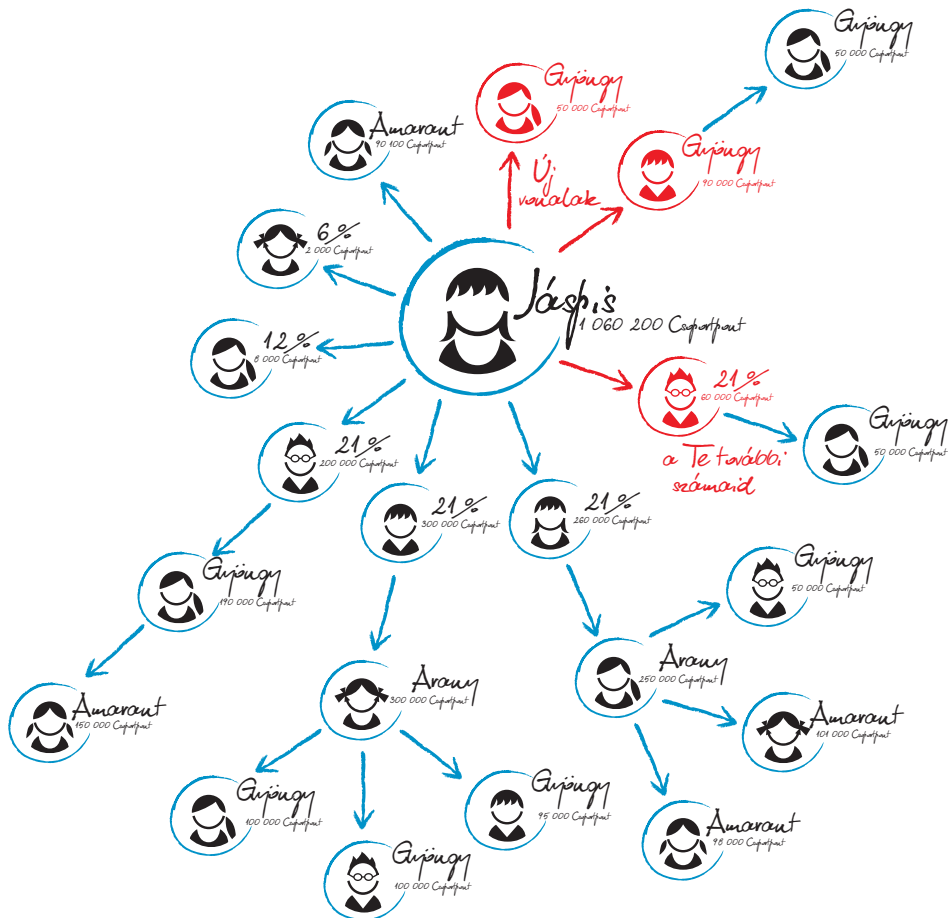 Gyöngy
50 000 Csoportpont
Gyöngy
50 000 Csoportpont
Amarant
90 100 Csoportpont
Gyöngy
90 000 Csoportpont
Új
vonalak
6%
2 000 Csoportpont
Jáspis
1 060 200 Csoportpont
12%
8 000 Csoportpont
21%
60 000 Csoportpont
Gyöngy
50 000 Csoportpont
a Te további
számaid
21%
200 000 Csoportpont
21%
300 000 Csoportpont
21%
260 000 Csoportpont
Gyöngy
190 000 Csoportpont
Gyöngy
50 000 Csoportpont
Arany
300 000 Csoportpont
Arany
250 000 Csoportpont
Amarant
150 000 Csoportpont
Amarant
101 000 Csoportpont
Gyöngy
100 000 Csoportpont
Gyöngy
95 000 Csoportpont
Amarant
98 000 Csoportpont
Gyöngy
100 000 Csoportpont